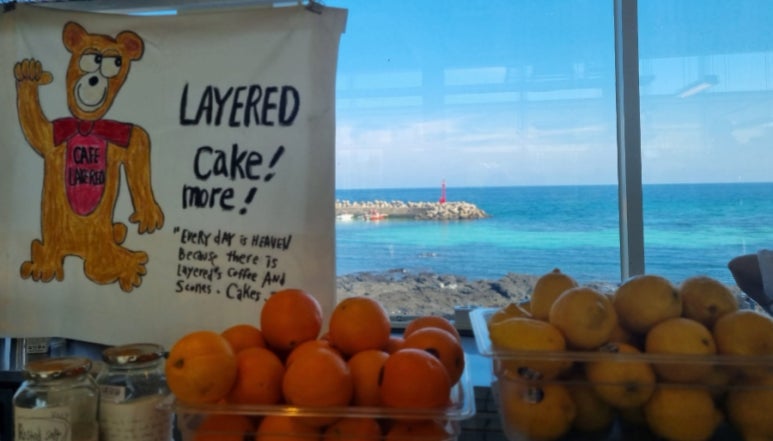 LAYERED
Cake!
more!
CAFE
LAYERED
"EVERY dAY is HEAVEN
Because there is
Layered's coffee And
Scones. Cakes.